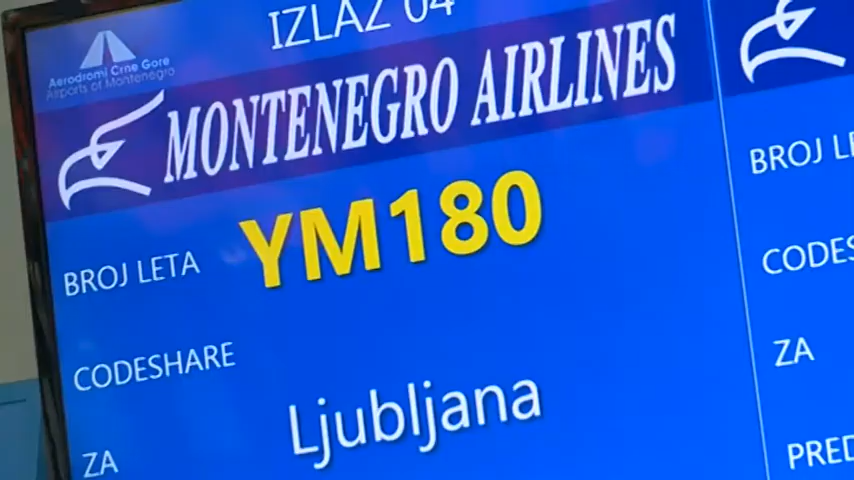 IZLAZ 04
Aerodromi Crne Gore
Airports of Montenegro
MONTENEGRO AIRLINES
BROJ LETA YM180
CODESHARE
ZA Ljubljana
BROJ
CODES
ZA
PRED